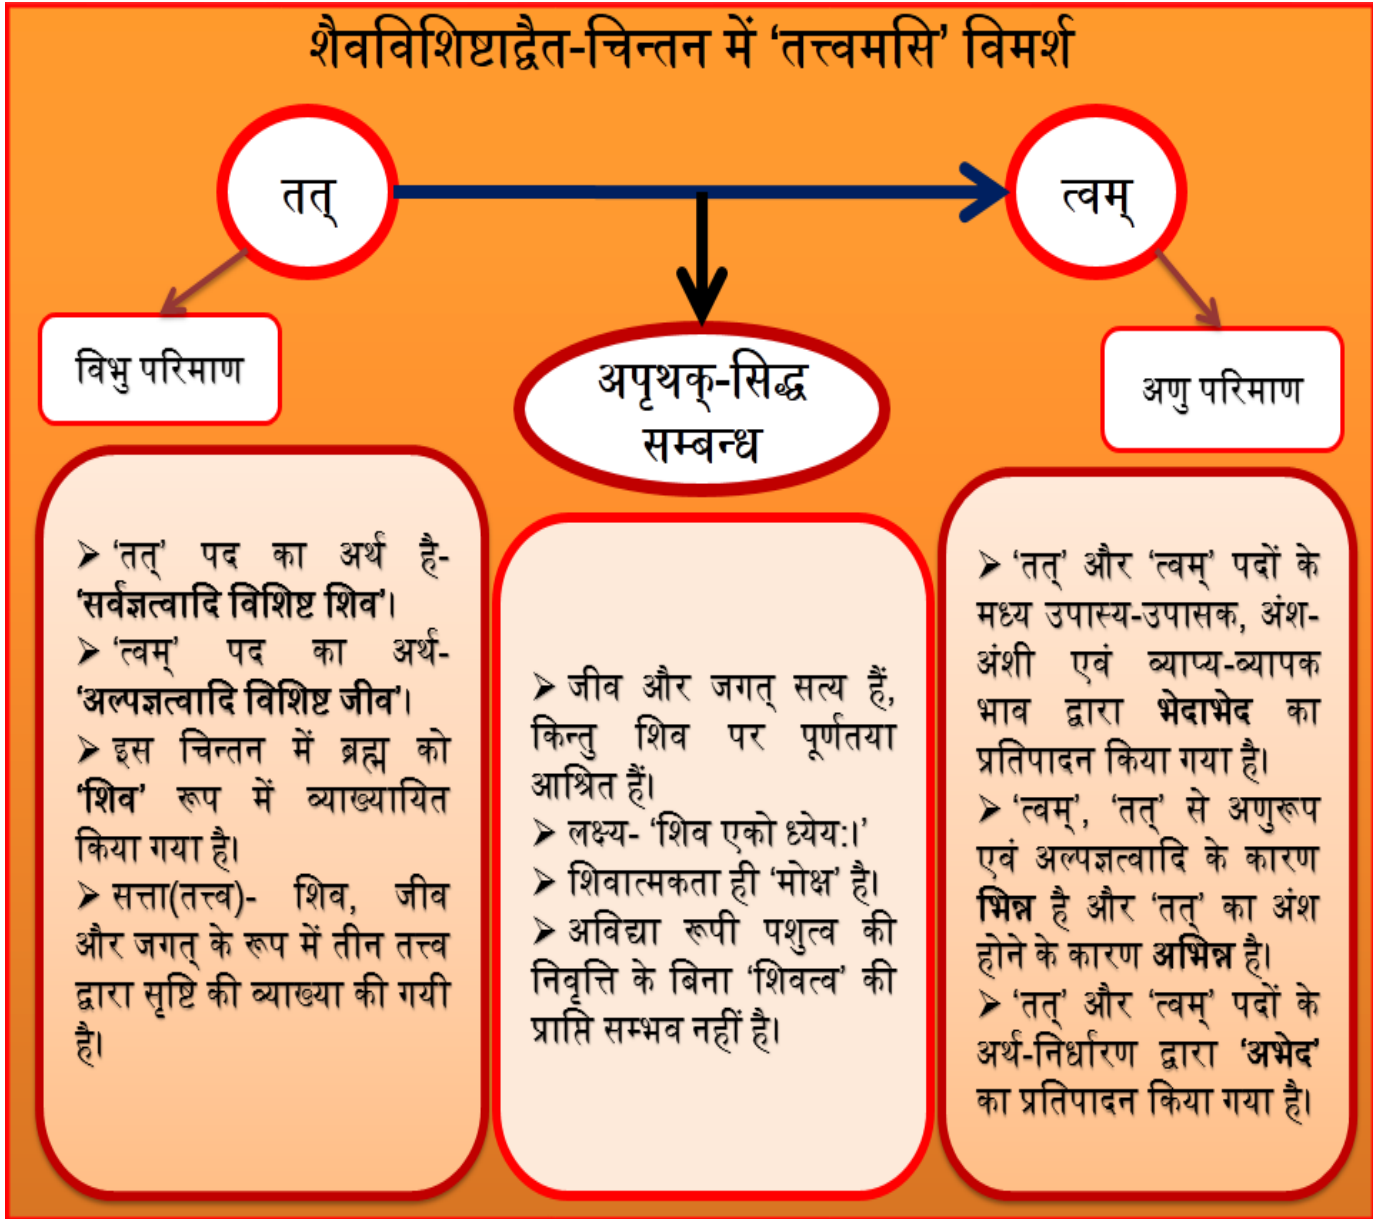 शैवविशिष्टाद्वैत-चिन्तन में ‘तत्त्वमसि’ विमर्श
तत्
त्वम्
विभु परिमाण
अपृथक्-सिद्ध
सम्बन्ध
अणु परिमाण
➢ ‘तत्’ पद का अर्थ है-
‘सर्वज्ञत्वादि विशिष्ट शिव’।
➢ ‘त्वम्’ पद का अर्थ-
‘अल्पज्ञत्वादि विशिष्ट जीव’।
➢ इस चिन्तन में ब्रह्म को
‘शिव’ रूप में व्याख्यायित
किया गया है।
➢ सत्ता(तत्त्व)- शिव, जीव
और जगत् के रूप में तीन तत्त्व
द्वारा सृष्टि की व्याख्या की गयी
है।
➢ जीव और जगत् सत्य हैं,
किन्तु शिव पर पूर्णतया
आश्रित हैं।
➢ लक्ष्य- ‘शिव एको ध्येय:।’
➢ शिवात्मकता ही ‘मोक्ष’ है।
➢ अविद्या रूपी पशुत्व की
निवृत्ति के बिना ‘शिवत्व’ की
प्राप्ति सम्भव नहीं है।
➢ ‘तत्’ और ‘त्वम्’ पदों के
मध्य उपास्य-उपासक, अंश-
अंशी एवं व्याप्य-व्यापक
भाव द्वारा भेदाभेद का
प्रतिपादन किया गया है।
➢ ‘त्वम्’, ‘तत्’ से अणुरूप
एवं अल्पज्ञत्वादि के कारण
भिन्न है और ‘तत्’ का अंश
होने के कारण अभिन्न है।
➢ ‘तत्’ और ‘त्वम्’ पदों के
अर्थ-निर्धारण द्वारा ‘अभेद’
का प्रतिपादन किया गया है।